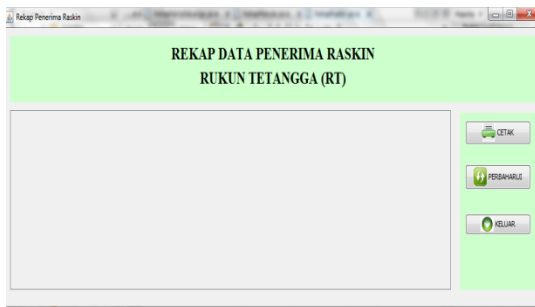 Rekap Penerima Raskin
REKAP DATA PENERIMA RASKIN
RUKUN TETANGGA (RT)
CETAK
PERBAHARUI
KELUAR